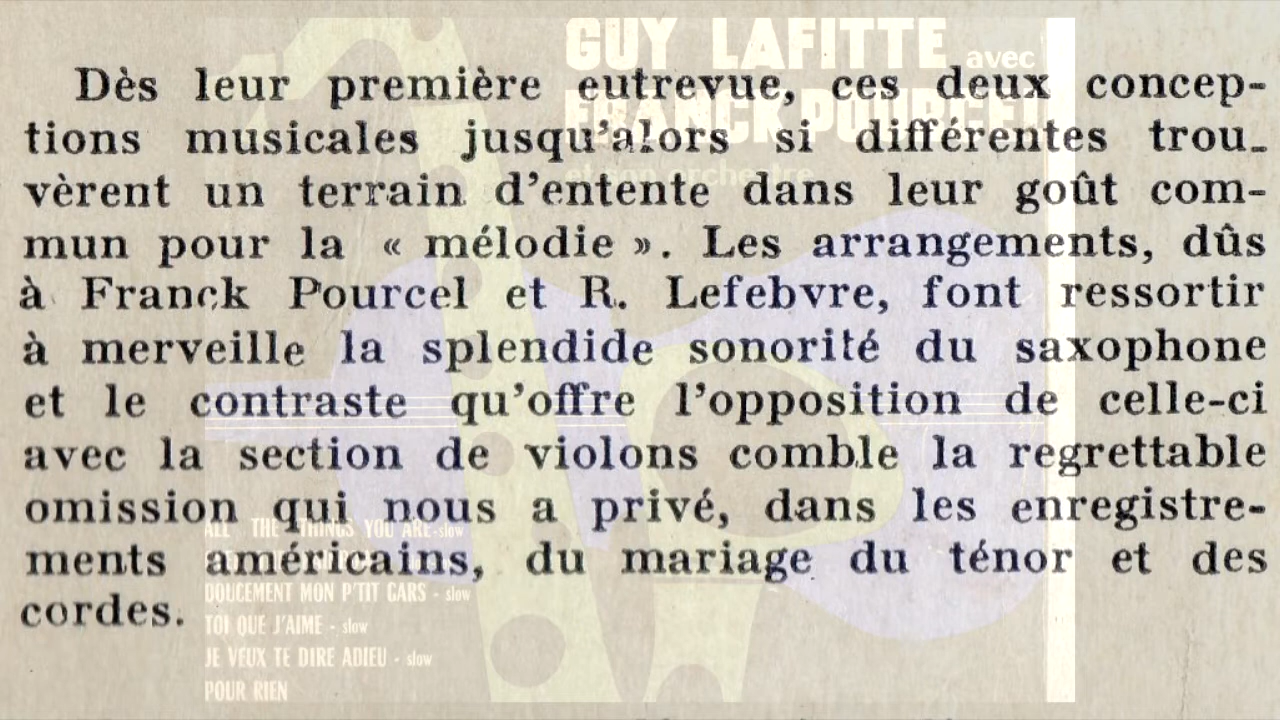 GUY LAFITTE avec
FRANCK POURCEL
et son orchestre
Dès leur première eutrevue, ces deux concep-
tions musicales jusqu'alors si différentes trou-
vèrent un terrain d'entente dans leur goût com-
mun pour la « mélodie ». Les arrangements, dûs
à Franck Pourcel et R. Lefebvre, font ressortir
à merveille la splendide sonorité du saxophone
et le contraste qu'offre l'opposition de celle-ci
avec la section de violons comble la regrettable
omission qui nous a privé, dans les enregistre-
ments américains, du mariage du ténor et des
cordes.
ALL THE THINGS YOU ARE - slow
DOUCEMENT MON P'TIT GARS - slow
TOI QUE J'AIME - slow
JE VEUX TE DIRE ADIEU - slow
POUR RIEN